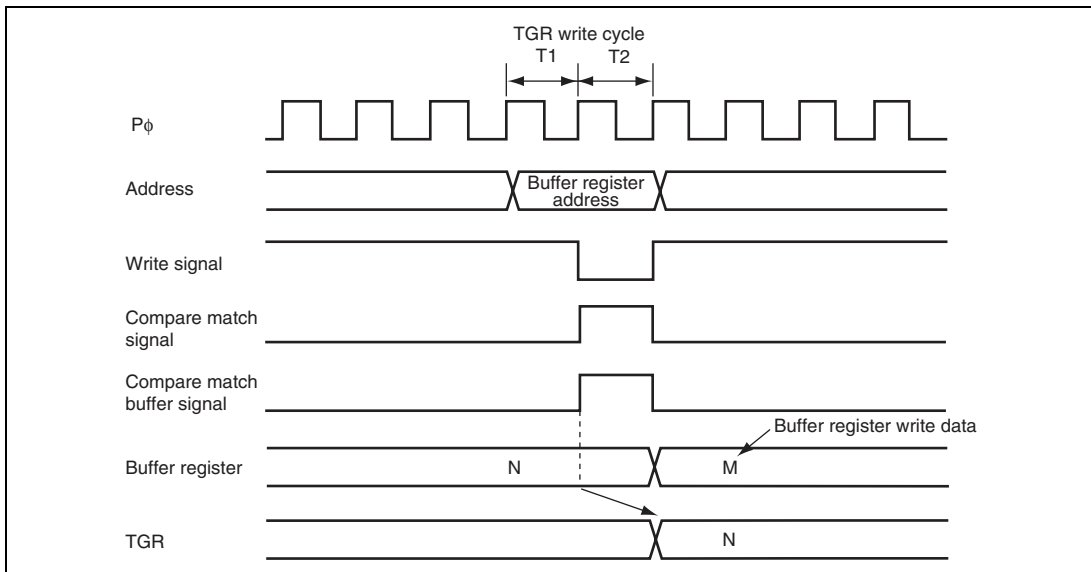 TGR write cycle
T1 T2
Pϕ
Address
Buffer register
address
Write signal
Compare match
signal
Compare match
buffer signal
Buffer register write data
Buffer register N M
TGR N